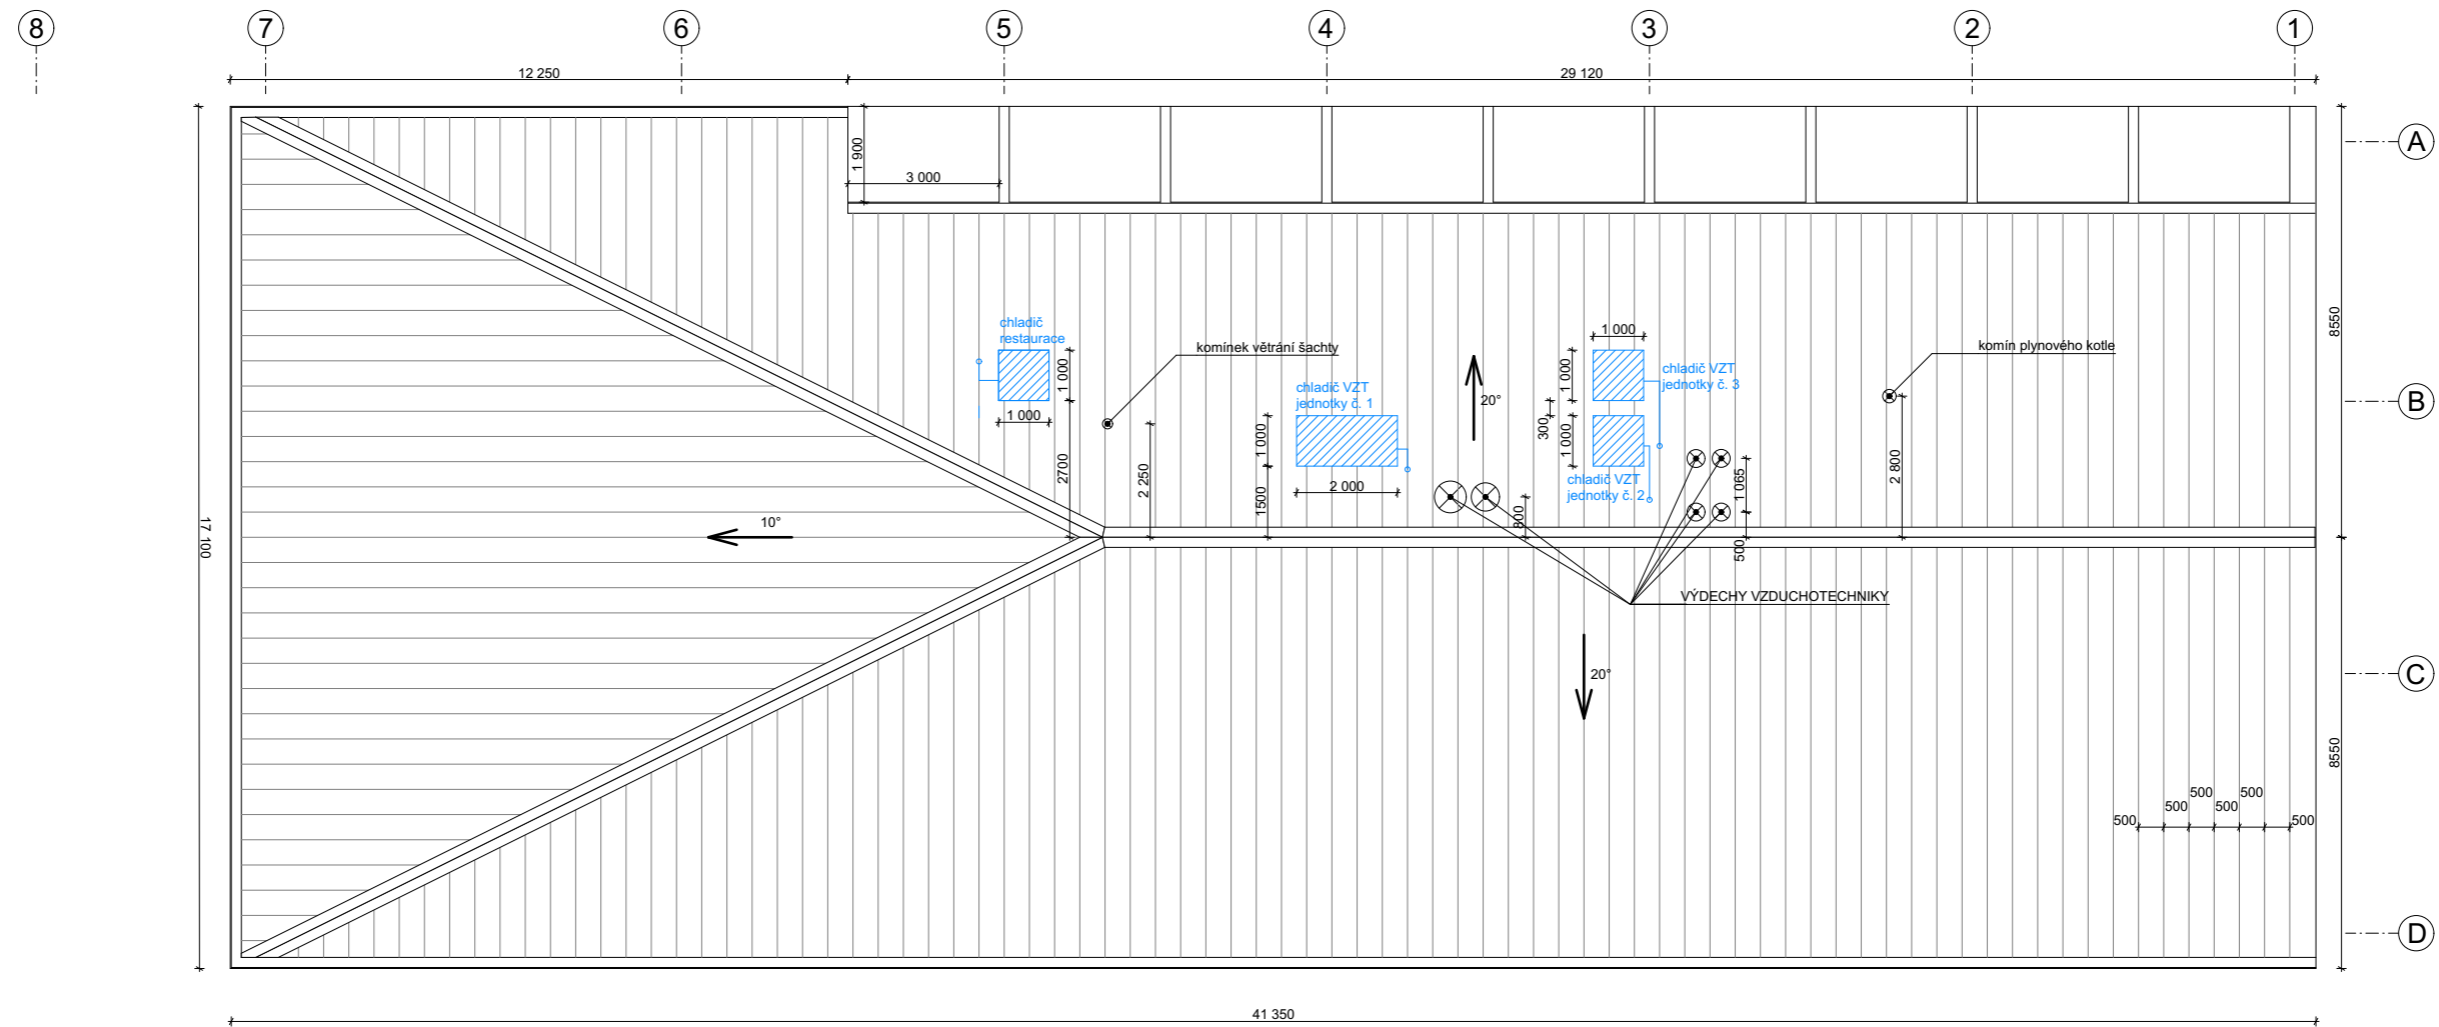 8 7 6 5 4 3 2 1
12 250 29 120
A
1 900
3 000
8550
chladič
restaurace
1 000
1 000
2700
komínek větrání šachty
2 250
chladič VZT
jednotky č. 1
1 000
1500
2 000
20°
1 000
1 000
300
1 000
chladič VZT
jednotky č. 3
chladič VZT
jednotky č. 2
komín plynového kotle
2 800
B
800
1 065
500
10°
17 100
VÝDECHY VZDUCHOTECHNIKY
20°
C
8550
500 500 500 500 500 500
D
41 350